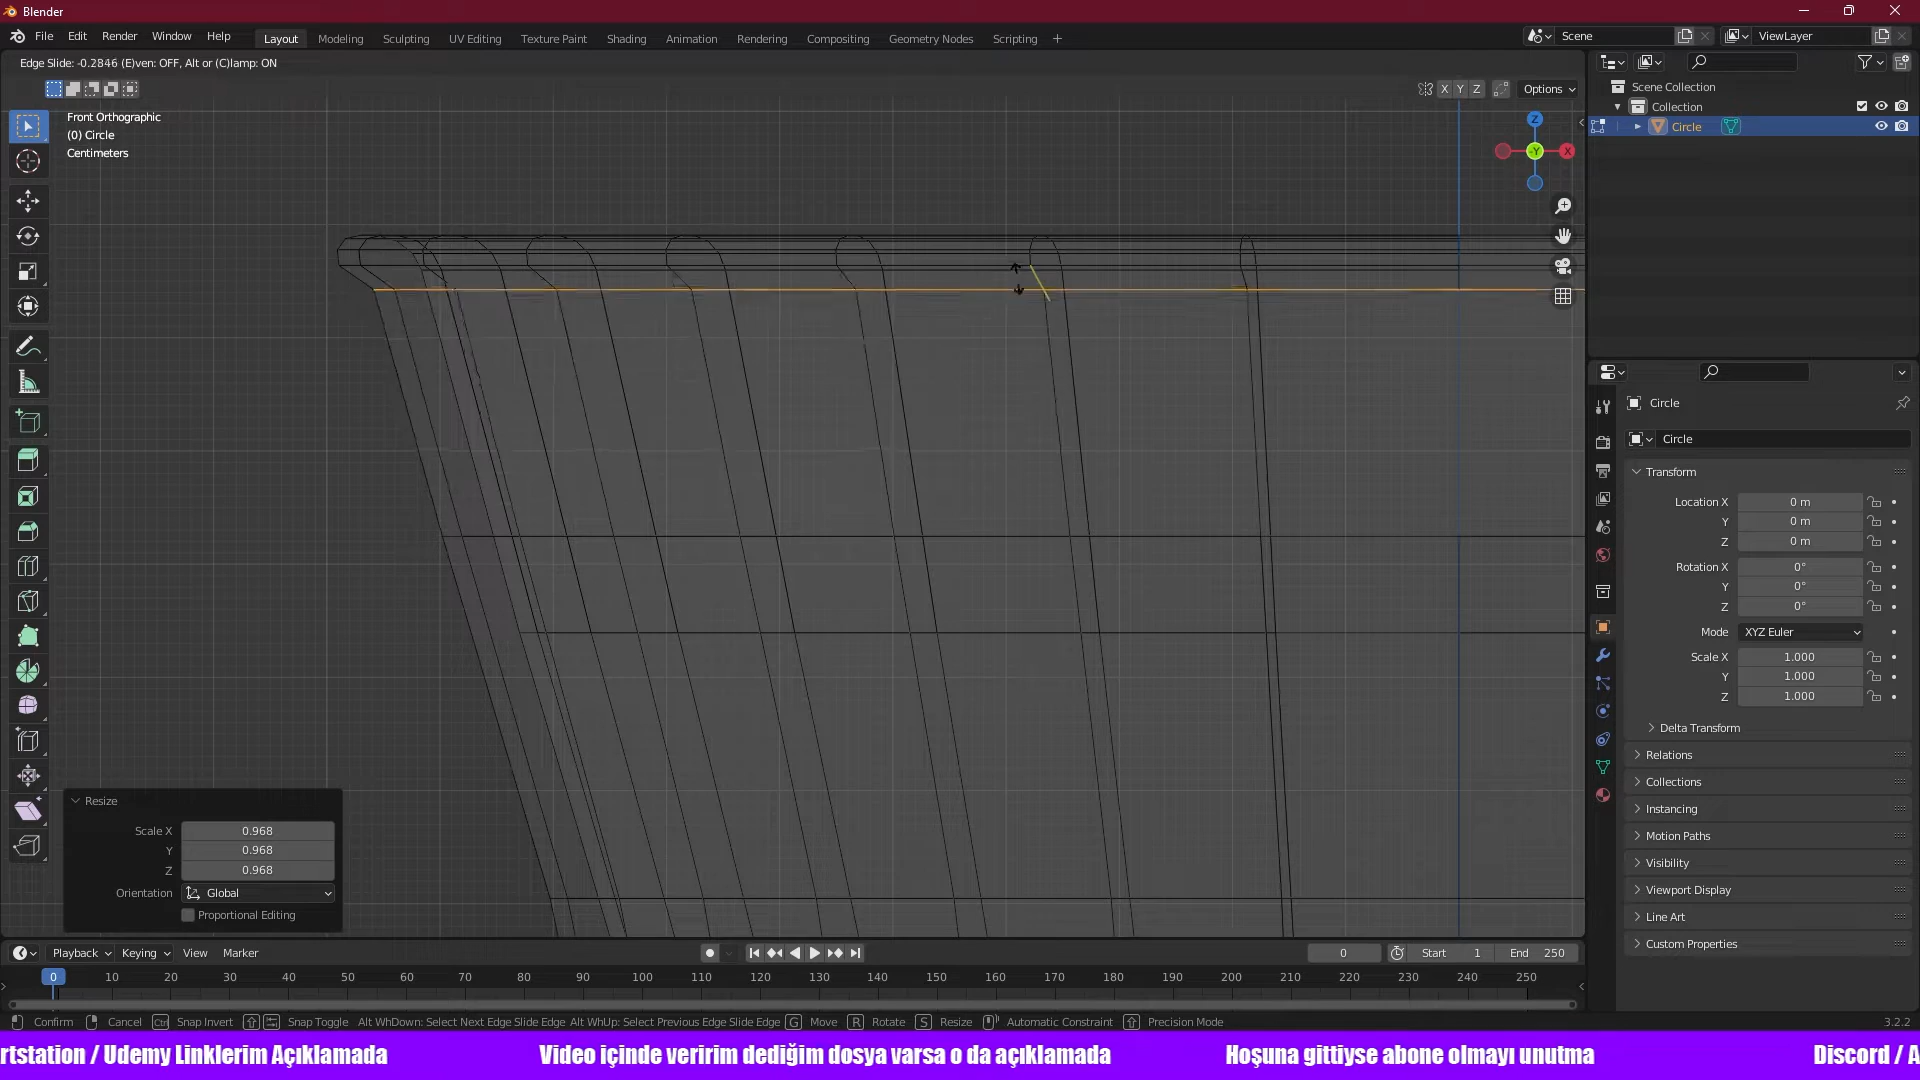 Blender
File Edit Render Window Help
Layout Modeling Sculpting UV Editing Texture Paint Shading Animation Rendering Compositing Geometry Nodes Scripting
Scene
ViewLayer
Edge Slide: -0.2846 (E)ven: OFF, Alt or (C)lamp: ON
X Y Z
Options
Front Orthographic
(0) Circle
Centimeters
Z
-Y
X
Scene Collection
Collection
Circle
Circle
Circle
Transform
Location X 0 m
Y 0 m
Z 0 m
Rotation X 0°
Y 0°
Z 0°
Mode XYZ Euler
Scale X 1.000
Y 1.000
Z 1.000
Delta Transform
Relations
Collections
Instancing
Motion Paths
Visibility
Viewport Display
Line Art
Custom Properties
Resize
Scale X 0.968
Y 0.968
Z 0.968
Orientation Global
Proportional Editing
Playback Keying View Marker
0 Start 1 End 250
0 10 20 30 40 50 60 70 80 90 100 110 120 130 140 150 160 170 180 190 200 210 220 230 240 250
Confirm Cancel Ctrl Snap Invert Snap Toggle Alt WhDown: Select Next Edge Slide Edge Alt WhUp: Select Previous Edge Slide Edge G Move R Rotate S Resize Automatic Constraint Precision Mode 3.2.2
rtstation / Udemy Linklerim Açıklamada Video içinde veririm dediğim dosya varsa o da açıklamada Hoşuna gittiyse abone olmayı unutma Discord / A